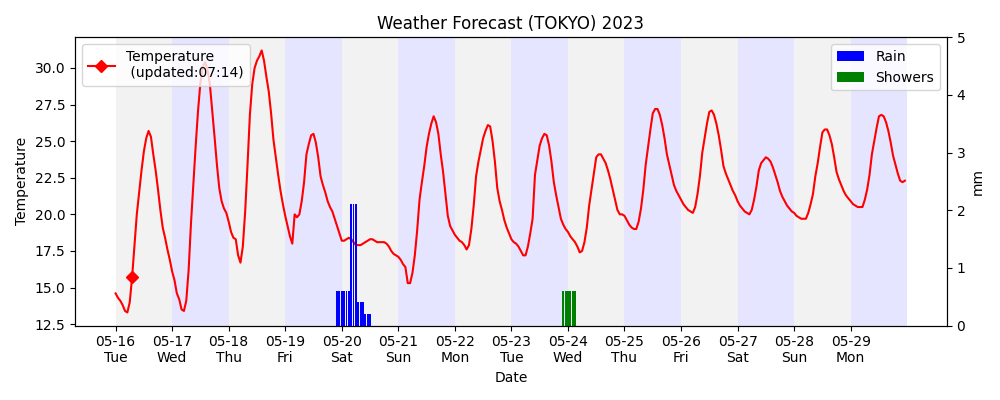 Weather Forecast (TOKYO) 2023
Temperature
(updated:07:14)
Rain
Showers
Temperature
30.0
27.5
25.0
22.5
20.0
17.5
15.0
12.5
5
4
3
2
1
0
mm
05-16 05-17 05-18 05-19 05-20 05-21 05-22 05-23 05-24 05-25 05-26 05-27 05-28 05-29
Tue Wed Thu Fri Sat Sun Mon Tue Wed Thu Fri Sat Sun Mon
Date